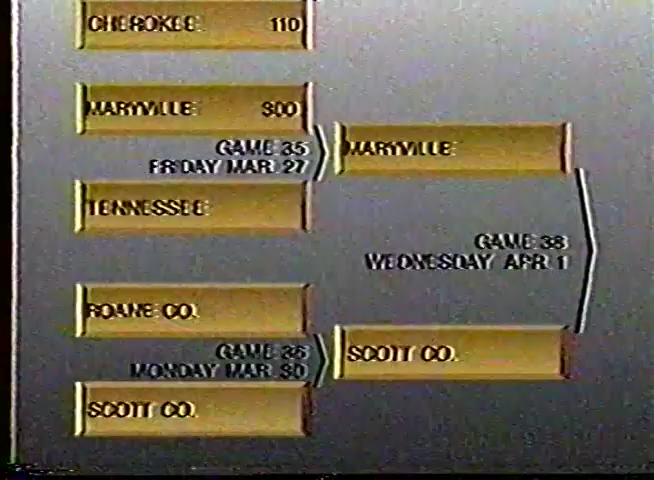 CHEROKEE 110
MARYVILLE 300
GAME 35
FRIDAY MAR. 27
MARYVILLE
TENNESSEE
GAME 38
WEDNESDAY APR. 1
ROANE CO.
GAME 36
MONDAY MAR. 30
SCOTT CO.
SCOTT CO.